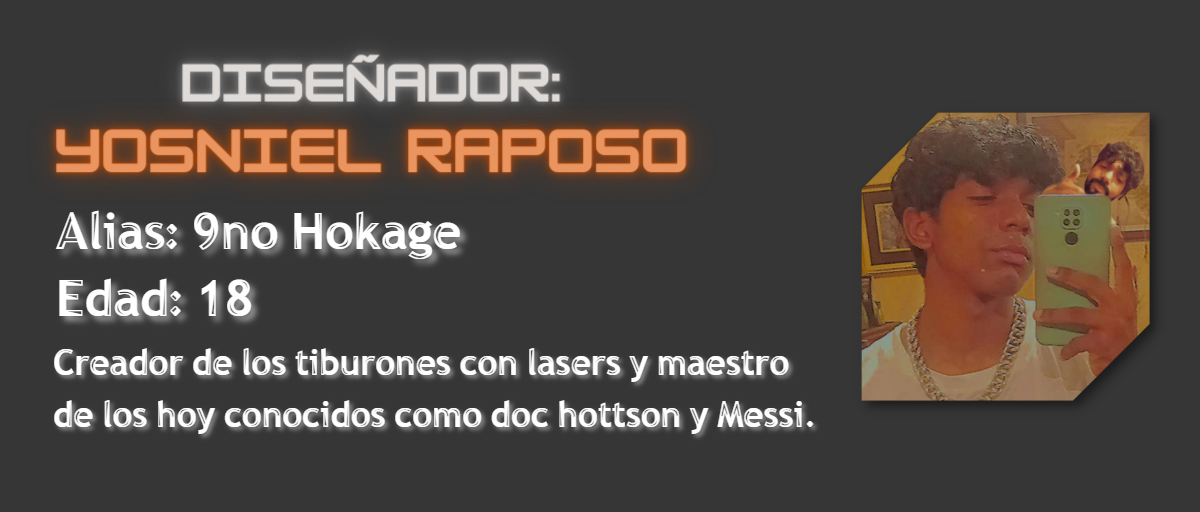 DISEÑADOR:
YOSNIEL RAPOSO
Alias: 9no Hokage
Edad: 18
Creador de los tiburones con lasers y maestro
de los hoy conocidos como doc hottson y Messi.